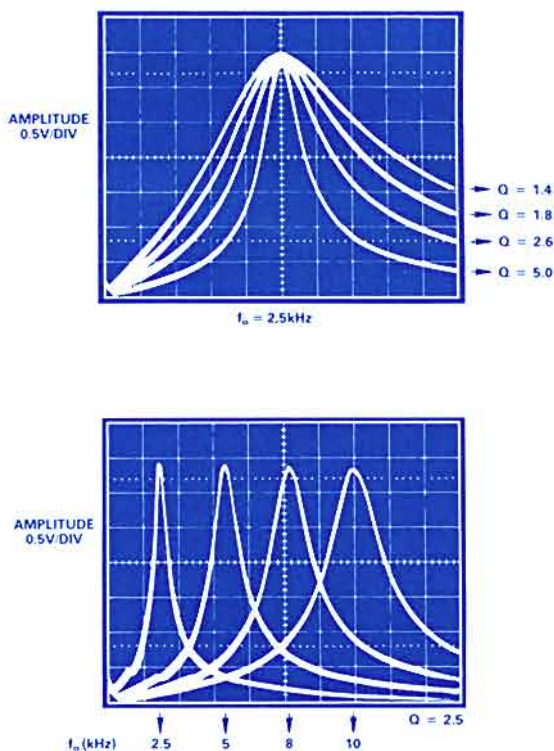 AMPLITUDE
0.5V/DIV
Q = 1.4
Q = 1.8
Q = 2.6
Q = 5.0
fₒ = 2.5kHz
AMPLITUDE
0.5V/DIV
Q = 2.5
fₒ (kHz) 2.5 5 8 10